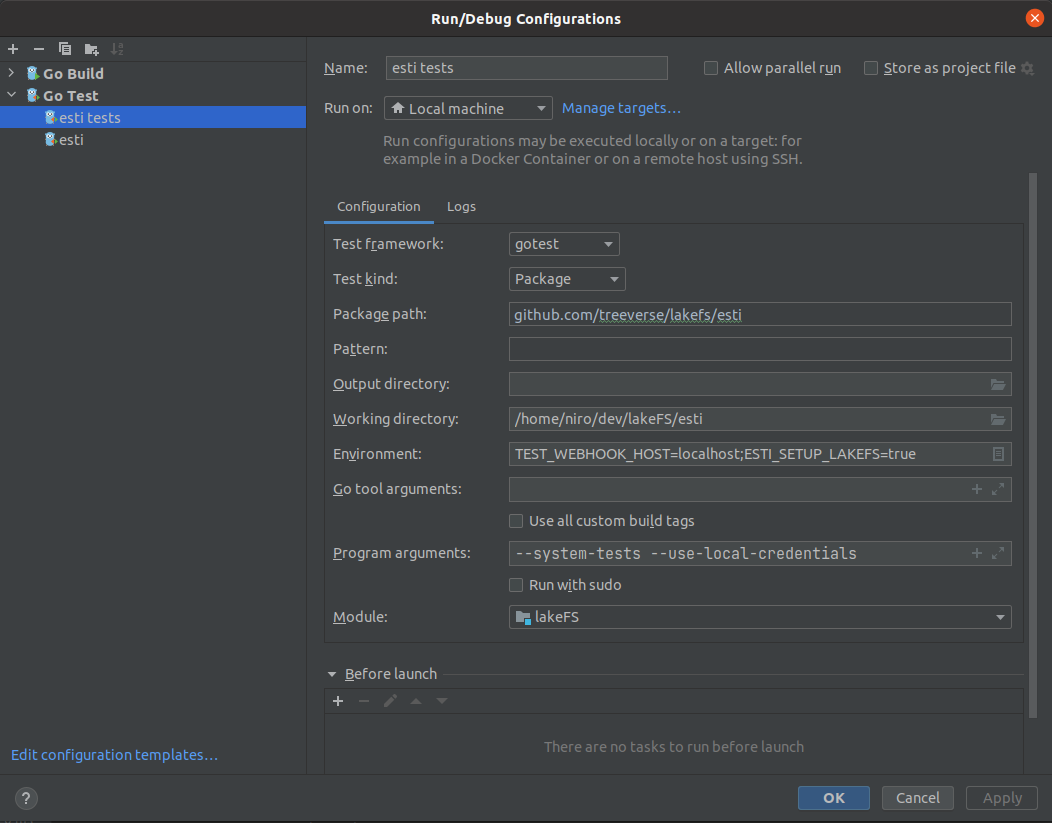 Run/Debug Configurations
Go Build
Go Test
esti tests
esti
Edit configuration templates...
Name: esti tests Allow parallel run Store as project file
Run on: Local machine Manage targets...
Run configurations may be executed locally or on a target: for
example in a Docker Container or on a remote host using SSH.
Configuration Logs
Test framework: gotest
Test kind: Package
Package path: github.com/treeverse/lakefs/esti
Pattern:
Output directory:
Working directory: /home/niro/dev/lakeFS/esti
Environment: TEST_WEBHOOK_HOST=localhost;ESTI_SETUP_LAKEFS=true
Go tool arguments:
Use all custom build tags
Program arguments: --system-tests --use-local-credentials
Run with sudo
Module: lakeFS
Before launch
There are no tasks to run before launch
? OK Cancel Apply